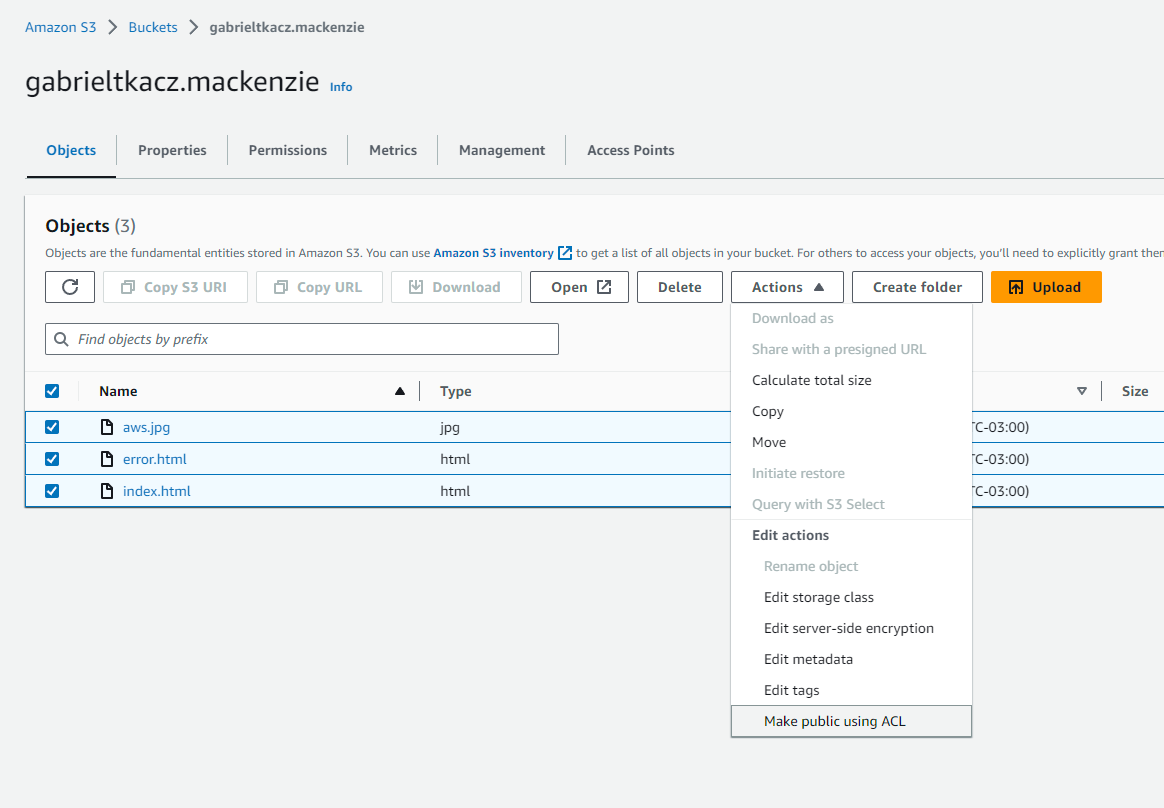 Amazon S3 > Buckets > gabrieltkacz.mackenzie
gabrieltkacz.mackenzie Info
Objects Properties Permissions Metrics Management Access Points
Objects (3)
Objects are the fundamental entities stored in Amazon S3. You can use Amazon S3 inventory to get a list of all objects in your bucket. For others to access your objects, you'll need to explicitly grant
Copy S3 URI Copy URL Download Open Delete Actions Create folder Upload
Find objects by prefix
Name Type Size
aws.jpg jpg TC-03:00)
error.html html TC-03:00)
index.html html TC-03:00)
Download as
Share with a presigned URL
Calculate total size
Copy
Move
Initiate restore
Query with S3 Select
Edit actions
Rename object
Edit storage class
Edit server-side encryption
Edit metadata
Edit tags
Make public using ACL